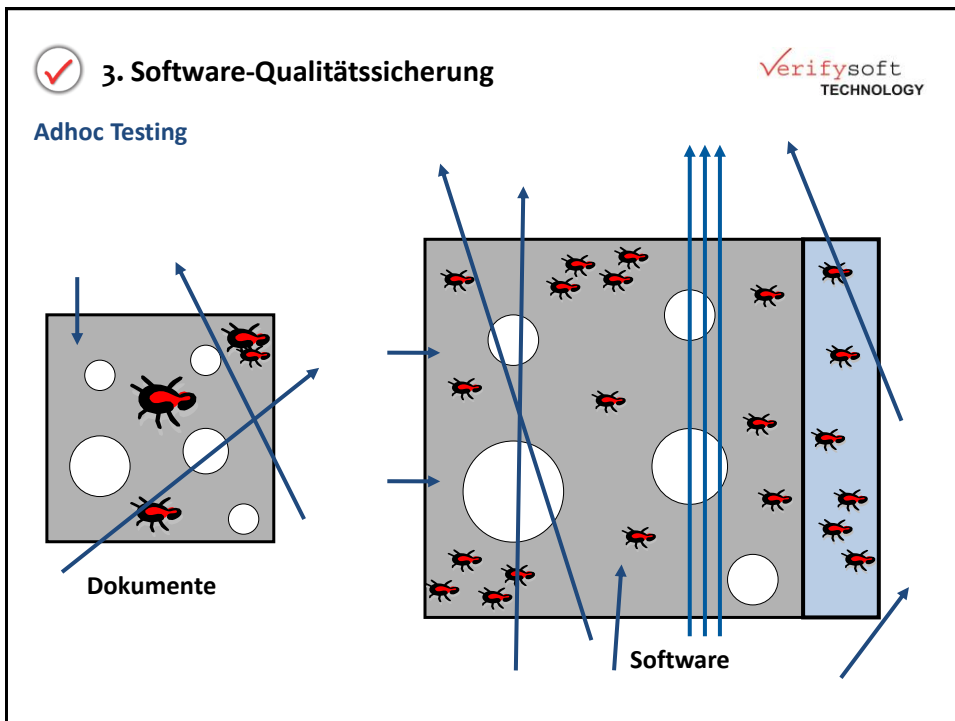 3. Software-Qualitätssicherung
Verifysoft
TECHNOLOGY
Adhoc Testing
Dokumente
Software